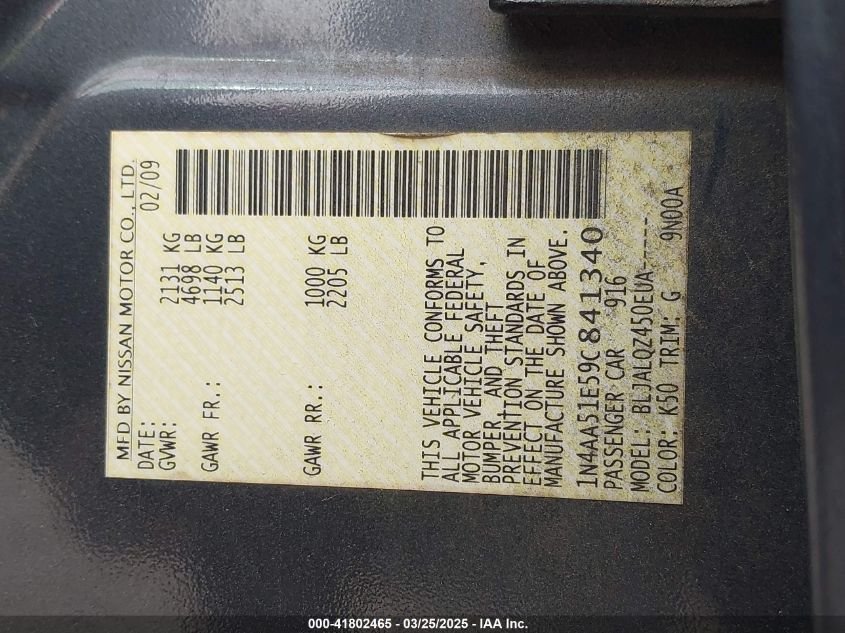 MFD BY NISSAN MOTOR CO., LTD.
DATE: 02/09
GVWR: 2131 KG
4698 LB
GAWR FR.: 1140 KG
2513 LB
GAWR RR.: 1000 KG
2205 LB
THIS VEHICLE CONFORMS TO
ALL APPLICABLE FEDERAL
MOTOR VEHICLE SAFETY,
BUMPER, AND THEFT
PREVENTION STANDARDS IN
EFFECT ON THE DATE OF
MANUFACTURE SHOWN ABOVE.
1N4AA51E59C841340
PASSENGER CAR 916
MODEL: BLJALQZ450EUA-----
COLOR: K50 TRIM: G 9N00A
000-41802465 - 03/25/2025 - IAA Inc.